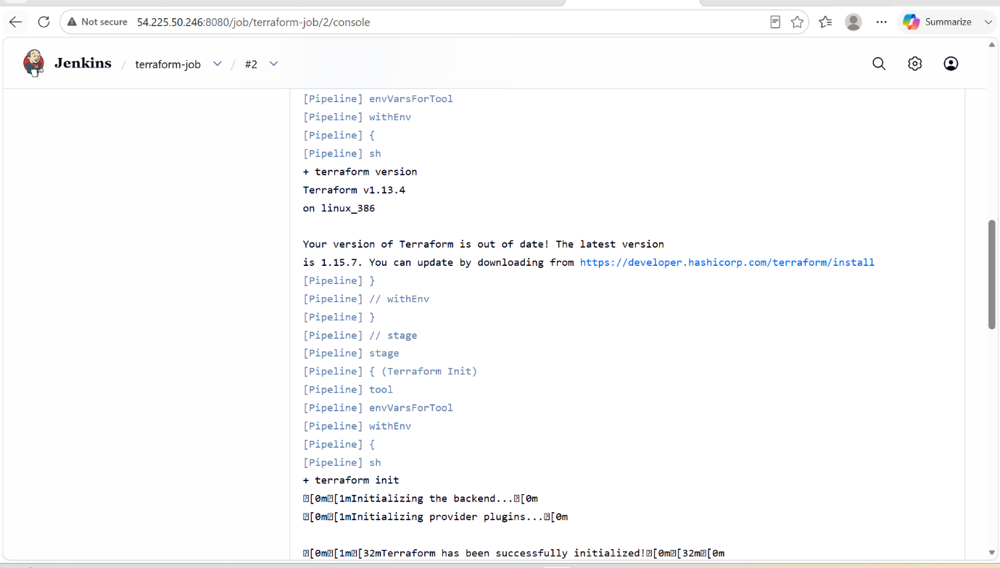 Not secure 54.225.50.246:8080/job/terraform-job/2/console
Summarize
Jenkins / terraform-job / #2
[Pipeline] envVarsForTool
[Pipeline] withEnv
[Pipeline] {
[Pipeline] sh
+ terraform version
Terraform v1.13.4
on linux_386
Your version of Terraform is out of date! The latest version
is 1.15.7. You can update by downloading from https://developer.hashicorp.com/terraform/install
[Pipeline] }
[Pipeline] // withEnv
[Pipeline] }
[Pipeline] // stage
[Pipeline] stage
[Pipeline] { (Terraform Init)
[Pipeline] tool
[Pipeline] envVarsForTool
[Pipeline] withEnv
[Pipeline] {
[Pipeline] sh
+ terraform init
�[0m�[1mInitializing the backend...�[0m
�[0m�[1mInitializing provider plugins...�[0m
�[0m�[1m�[32mTerraform has been successfully initialized!�[0m�[32m�[0m